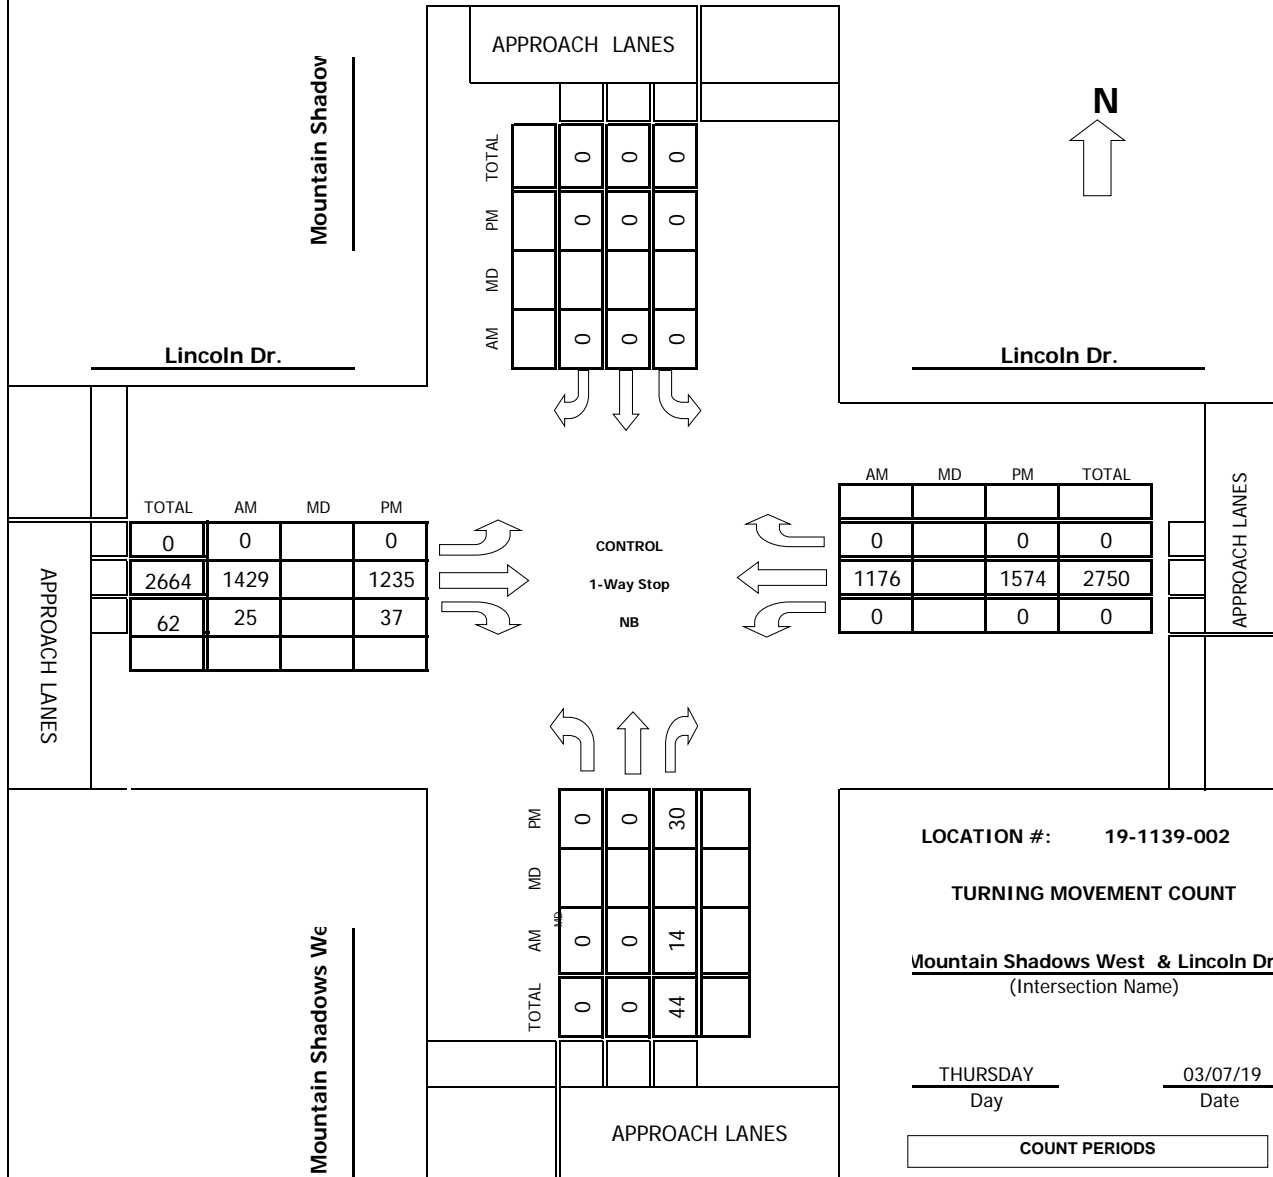 APPROACH LANES
Mountain Shadow
N
TOTAL 0 0 0
PM 0 0 0
MD
AM 0 0 0
Lincoln Dr.
Lincoln Dr.
TOTAL AM MD PM
0 0 0
2664 1429 1235
62 25 37
APPROACH LANES
CONTROL
1-Way Stop
NB
AM MD PM TOTAL
0 0 0
1176 1574 2750
0 0 0
APPROACH LANES
PM 0 0 30
MD
MD
AM 0 0 14
TOTAL 0 0 44
Mountain Shadows We
APPROACH LANES
LOCATION #: 19-1139-002
TURNING MOVEMENT COUNT
Mountain Shadows West & Lincoln Dr
(Intersection Name)
THURSDAY 03/07/19
Day Date
COUNT PERIODS